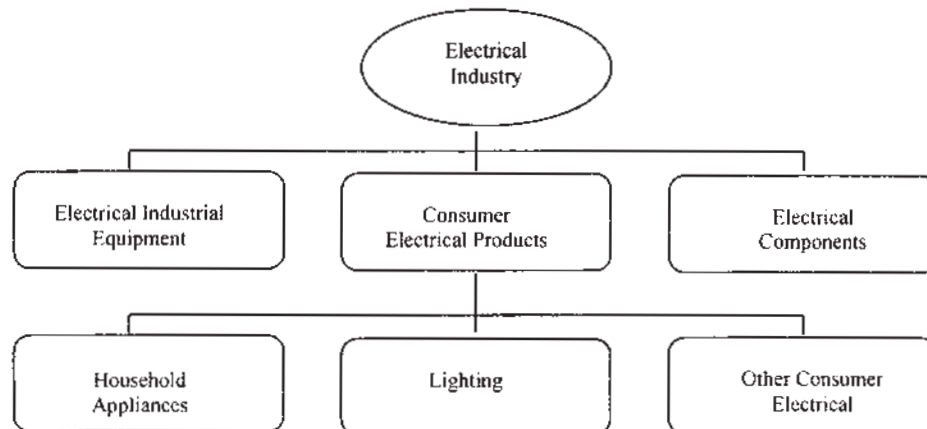 Electrical
Industry
Electrical Industrial
Equipment
Consumer
Electrical Products
Electrical
Components
Household
Appliances
Lighting
Other Consumer
Electrical